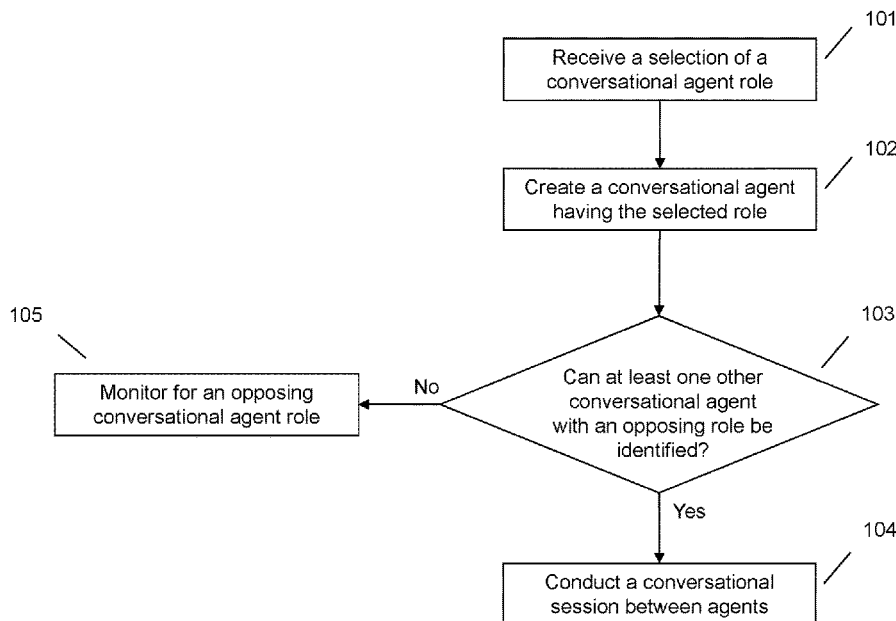 101
Receive a selection of a
conversational agent role
102
Create a conversational agent
having the selected role
103
Can at least one other
conversational agent
with an opposing role be
identified?
105
No
Monitor for an opposing
conversational agent role
Yes
104
Conduct a conversational
session between agents